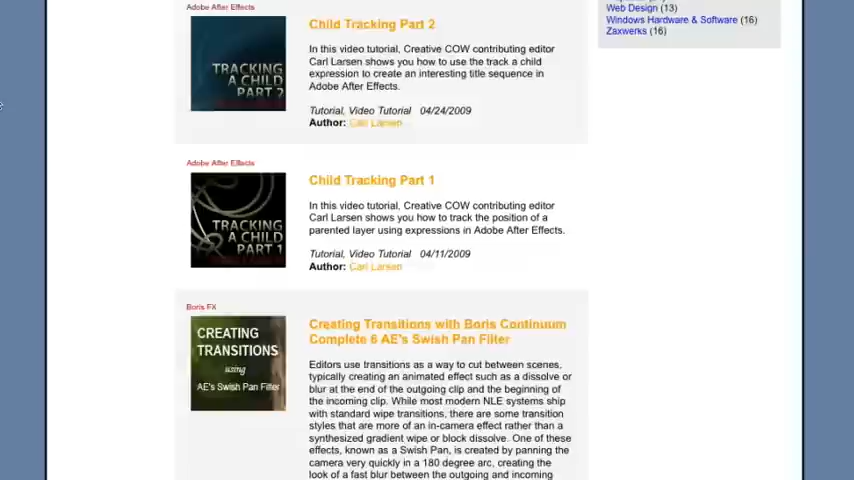 Adobe After Effects
Child Tracking Part 2
TRACKING
A CHILD
PART 2
In this video tutorial, Creative COW contributing editor
Carl Larsen shows you how to use the track a child
expression to create an interesting title sequence in
Adobe After Effects.
Tutorial, Video Tutorial 04/24/2009
Author: Carl Larsen
Adobe After Effects
Child Tracking Part 1
TRACKING
A CHILD
PART 1
In this video tutorial, Creative COW contributing editor
Carl Larsen shows you how to track the position of a
parented layer using expressions in Adobe After Effects.
Tutorial, Video Tutorial 04/11/2009
Author: Carl Larsen
Boris FX
CREATING
TRANSITIONS
using
AE's Swish Pan Filter
Creating Transitions with Boris Continuum
Complete 6 AE's Swish Pan Filter
Editors use transitions as a way to cut between scenes,
typically creating an animated effect such as a dissolve or
blur at the end of the outgoing clip and the beginning of
the incoming clip. While most modern NLE systems ship
with standard wipe transitions, there are some transition
styles that are more of an in-camera effect rather than a
synthesized gradient wipe or block dissolve. One of these
effects, known as a Swish Pan, is created by panning the
camera very quickly in a 180 degree arc, creating the
look of a fast blur between the outgoing and incoming
Web Design (13)
Windows Hardware & Software (16)
Zaxwerks (16)